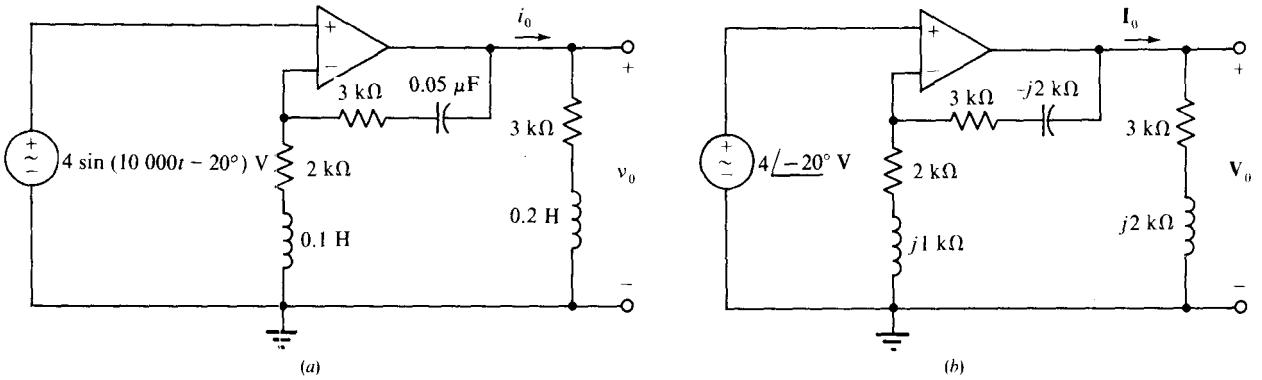 i₀
+
−
0.05 μF
3 kΩ
+
3 kΩ
+
~
−
4 sin (10 000t − 20°) V
2 kΩ
v₀
0.2 H
0.1 H
−
(a)
I₀
+
−
3 kΩ
-j2 kΩ
+
3 kΩ
+
~
−
4/−20° V
2 kΩ
V₀
j2 kΩ
j1 kΩ
−
(b)